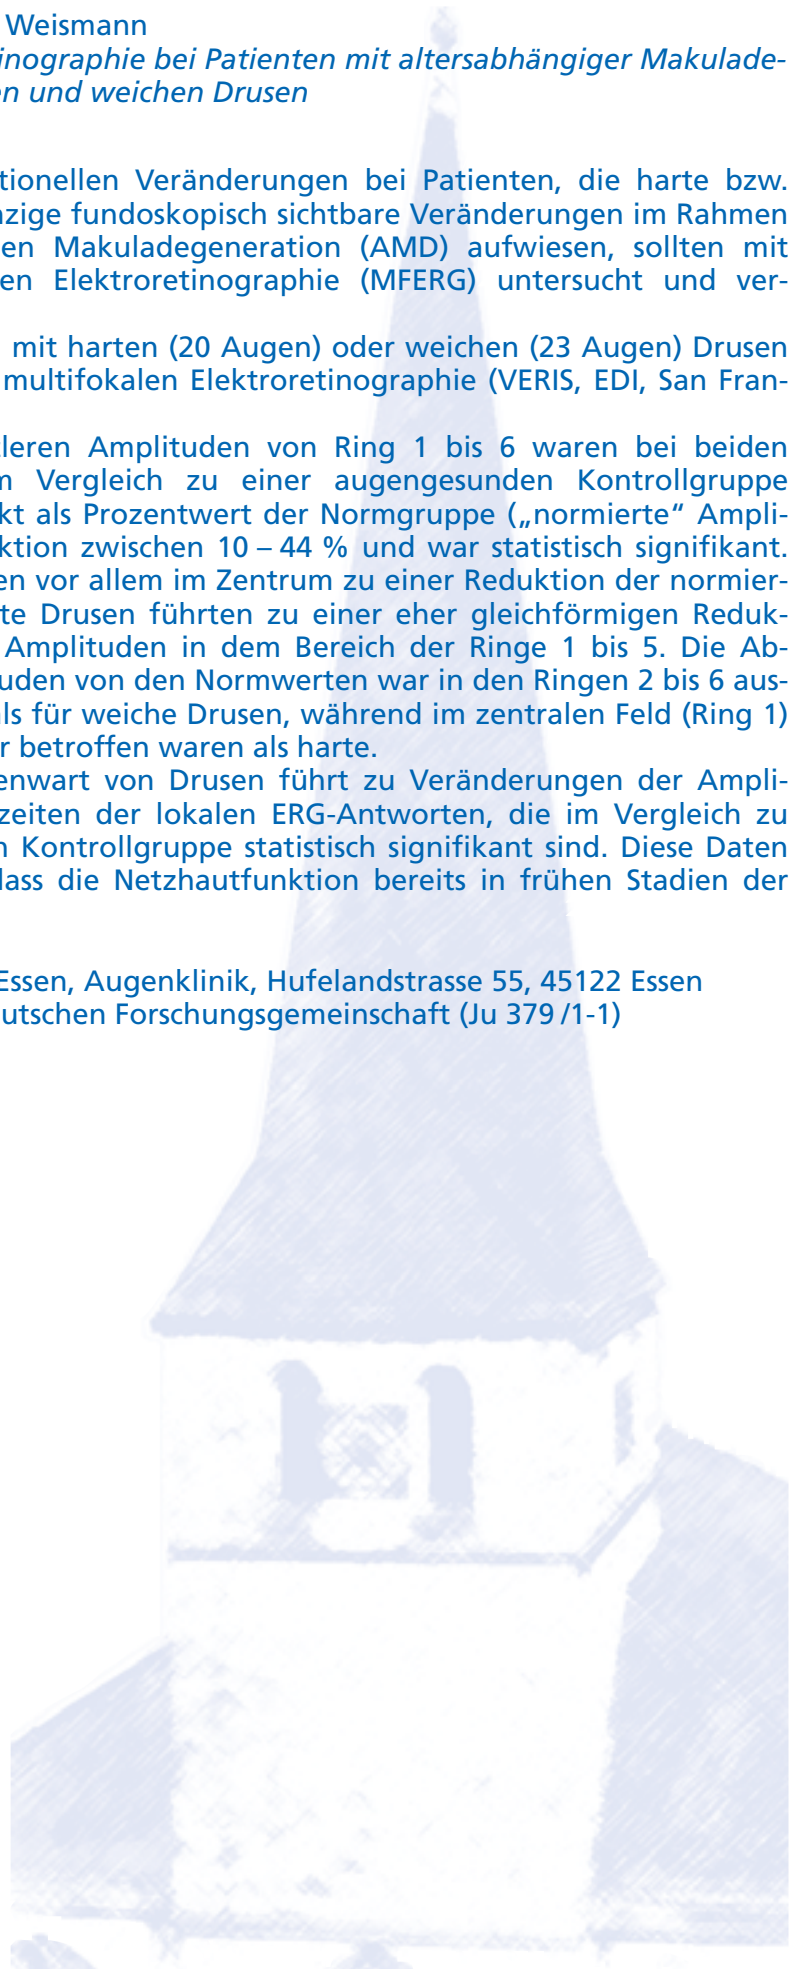 Weismann
inographie bei Patienten mit altersabhängiger Makulade-
en und weichen Drusen
tionellen Veränderungen bei Patienten, die harte bzw.
nzige fundoskopisch sichtbare Veränderungen im Rahmen
en Makuladegeneration (AMD) aufwiesen, sollten mit
en Elektroretinographie (MFERG) untersucht und ver-
mit harten (20 Augen) oder weichen (23 Augen) Drusen
multifokalen Elektroretinographie (VERIS, EDI, San Fran-
tleren Amplituden von Ring 1 bis 6 waren bei beiden
m Vergleich zu einer augengesunden Kontrollgruppe
kt als Prozentwert der Normgruppe („normierte“ Ampli-
ktion zwischen 10 – 44 % und war statistisch signifikant.
en vor allem im Zentrum zu einer Reduktion der normier-
te Drusen führten zu einer eher gleichförmigen Reduk-
Amplituden in dem Bereich der Ringe 1 bis 5. Die Ab-
uden von den Normwerten war in den Ringen 2 bis 6 aus-
als für weiche Drusen, während im zentralen Feld (Ring 1)
r betroffen waren als harte.
enwart von Drusen führt zu Veränderungen der Ampli-
zeiten der lokalen ERG-Antworten, die im Vergleich zu
n Kontrollgruppe statistisch signifikant sind. Diese Daten
dass die Netzhautfunktion bereits in frühen Stadien der
Essen, Augenklinik, Hufelandstrasse 55, 45122 Essen
eutschen Forschungsgemeinschaft (Ju 379 /1-1)